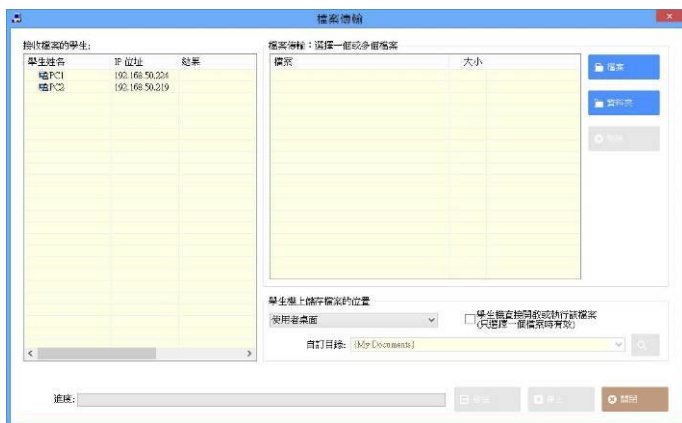 檔案傳輸
接收檔案的學生:
學生姓名 IP 位址 結果
PC1 192.168.50.224
PC2 192.168.50.219
檔案傳輸：選擇一個或多個檔案
檔案 大小
檔案
資料夾
學生機上儲存檔案的位置
使用者桌面
學生機直接開啟或執行該檔案
(只選擇一個檔案時有效)
自訂目錄: {My Documents}
進度:
關閉